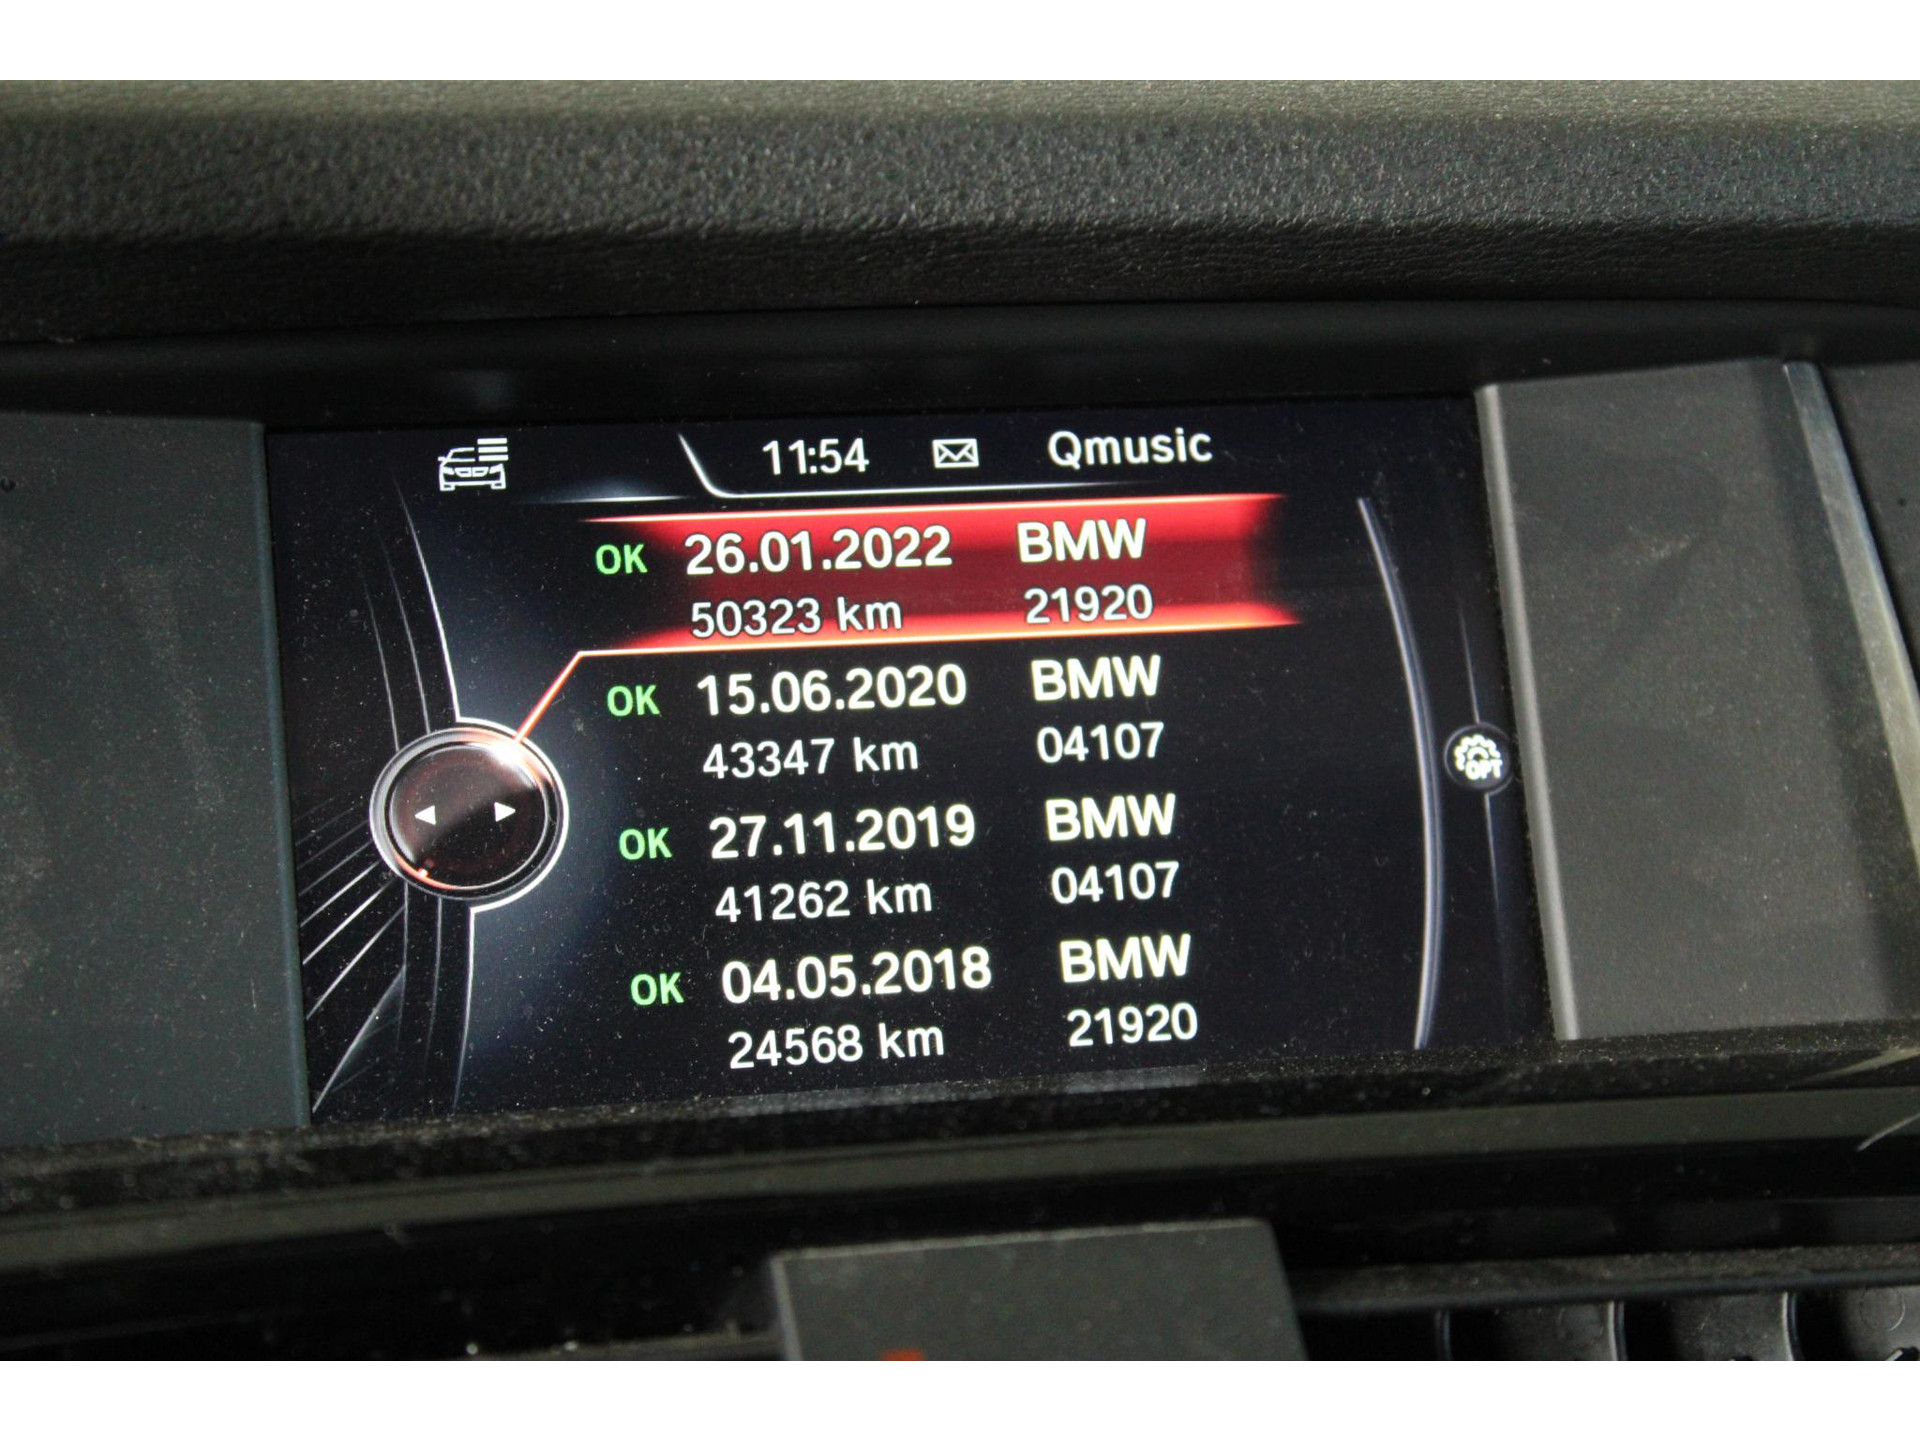 11:54 Qmusic
OK 26.01.2022 BMW
50323 km 21920
OK 15.06.2020 BMW
43347 km 04107
OK 27.11.2019 BMW
41262 km 04107
OK 04.05.2018 BMW
24568 km 21920
OPT